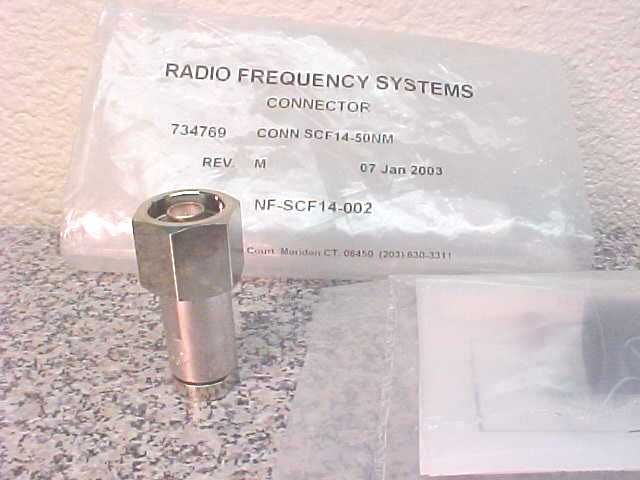 RADIO FREQUENCY SYSTEMS
CONNECTOR
734769 CONN SCF14-50NM
REV. M 07 Jan 2003
NF-SCF14-002
Court. Meriden CT. 06450 (203) 630-3311